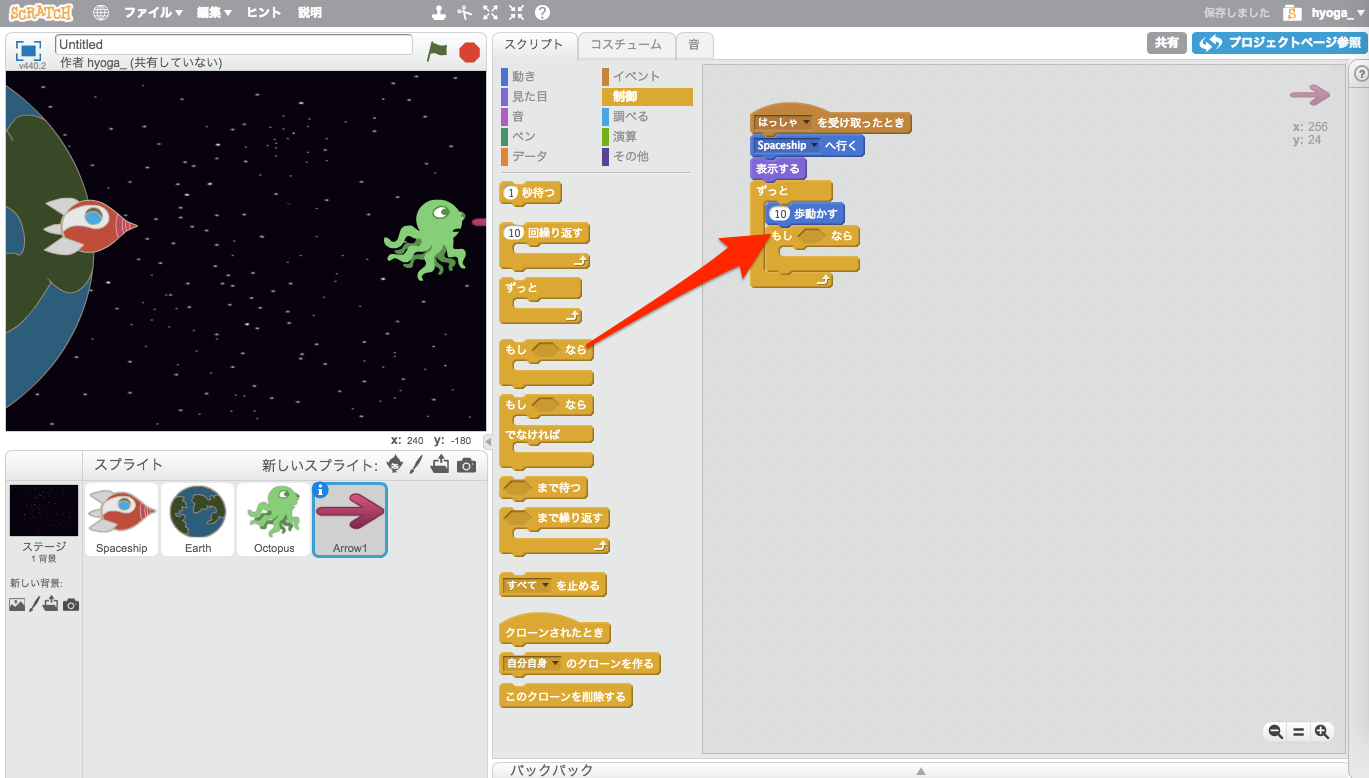 SCRATCH ファイル▼ 編集▼ ヒント 説明 保存しました hyoga_▼
v440.2
Untitled
作者 hyoga_ (共有していない)
スクリプト コスチューム 音
共有 プロジェクトページ参照
動き イベント
見た目 制御
音 調べる
ペン 演算
データ その他
1 秒待つ
10 回繰り返す
ずっと
もし なら
もし なら
でなければ
まで待つ
まで繰り返す
すべて▼ を止める
クローンされたとき
自分自身▼ のクローンを作る
このクローンを削除する
はっしゃ▼ を受け取ったとき
Spaceship▼ へ行く
表示する
ずっと
10 歩動かす
もし なら
x: 256
y: 24
x: 240 y: -180
スプライト 新しいスプライト:
ステージ
1 背景
新しい背景:
Spaceship
Earth
Octopus
Arrow1
バックパック